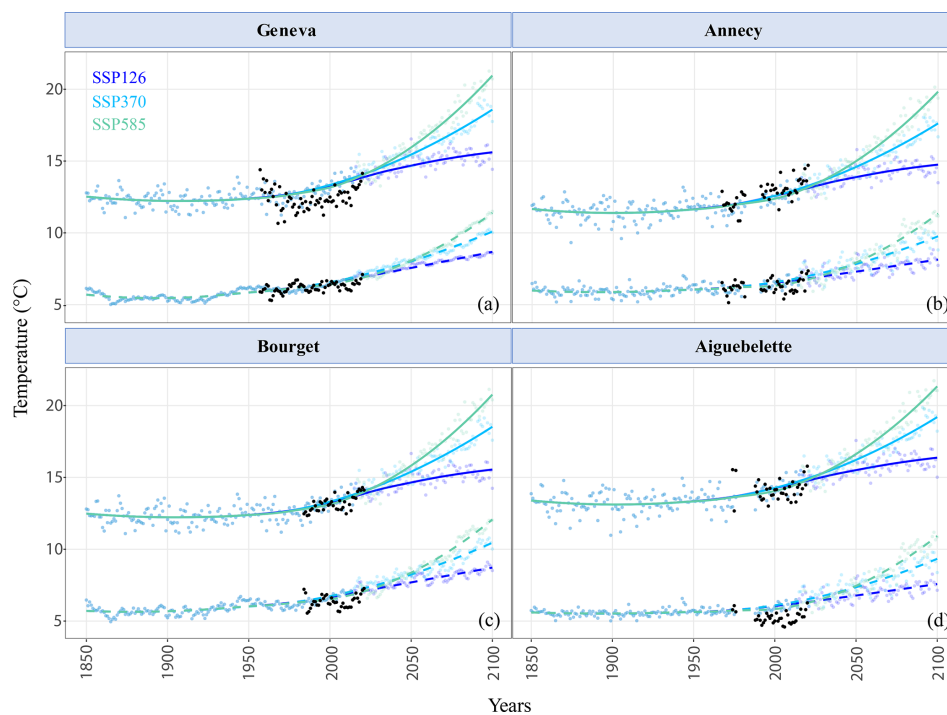 Geneva
Annecy
SSP126
SSP370
SSP585
20
15
10
5
(a)
(b)
Bourget
Aiguebelette
20
15
10
5
(c)
(d)
Temperature (°C)
1850
1900
1950
2000
2050
2100
1850
1900
1950
2000
2050
2100
Years